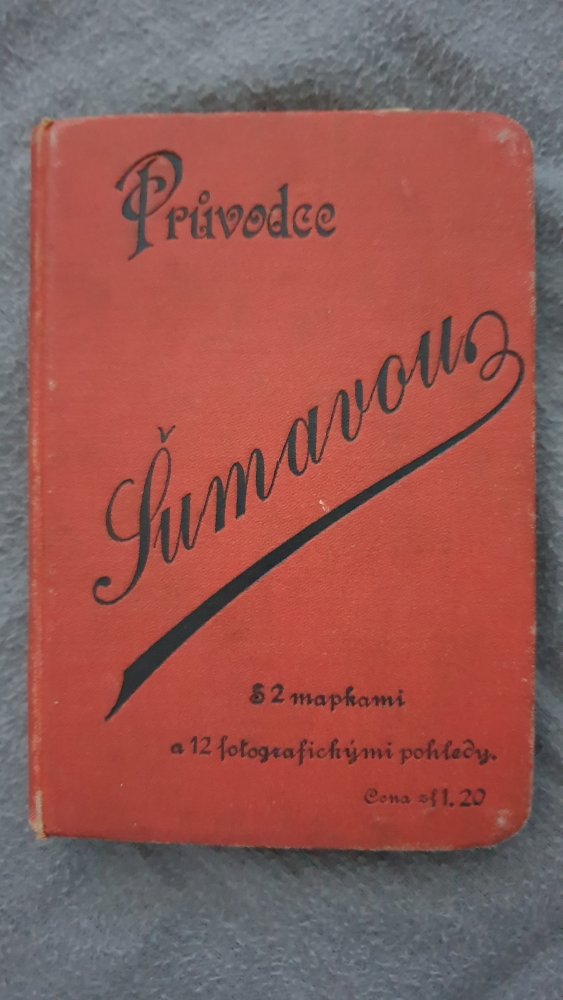 Průvodce
Šumavou
S 2 mapkami
a 12 fotografickými pohledy.
Cena zl 1. 20